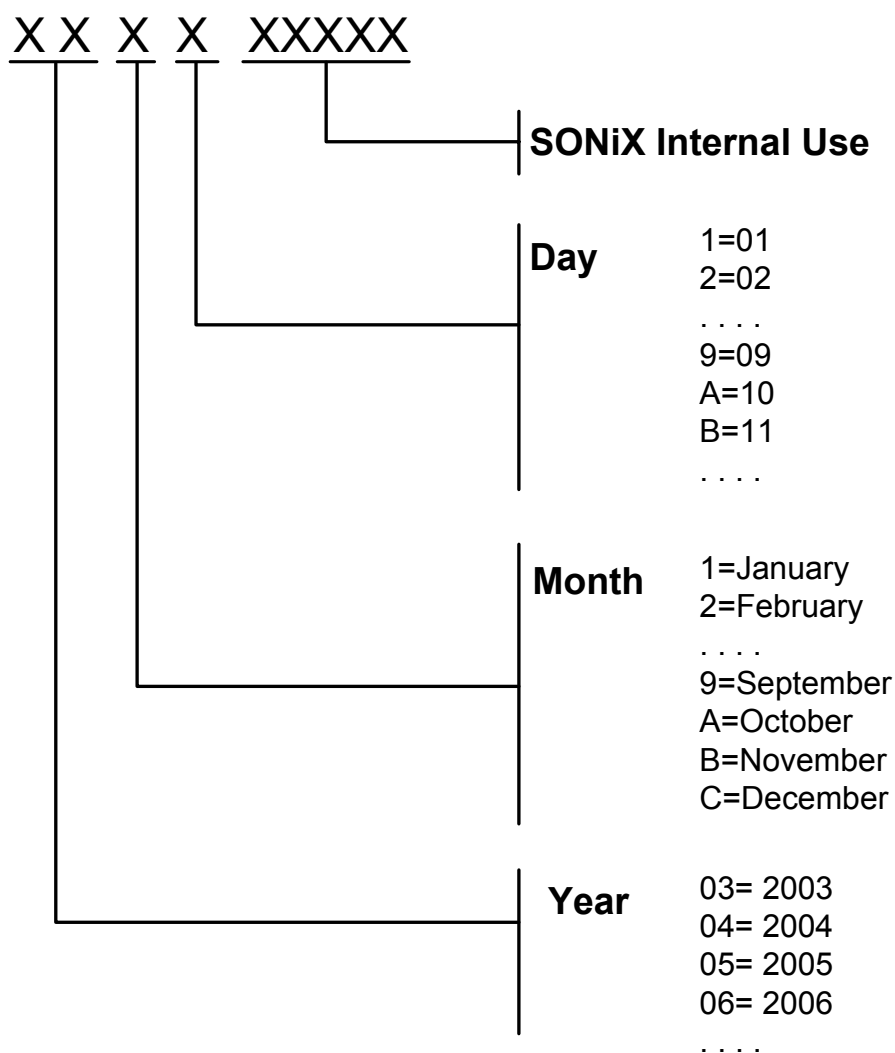 X X X X XXXXX
SONiX Internal Use
Day
1=01
2=02
. . . .
9=09
A=10
B=11
. . . .
Month
1=January
2=February
. . . .
9=September
A=October
B=November
C=December
Year
03= 2003
04= 2004
05= 2005
06= 2006
. . . .